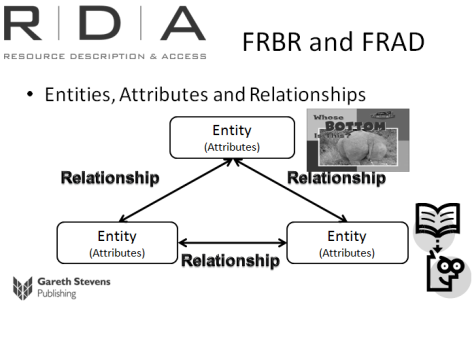 R|D|A
RESOURCE DESCRIPTION & ACCESS
FRBR and FRAD
• Entities, Attributes and Relationships
Entity
(Attributes)
Whose
BOTTOM
Is This?
Relationship
Relationship
Entity
(Attributes)
Entity
(Attributes)
Relationship
Gareth Stevens
Publishing